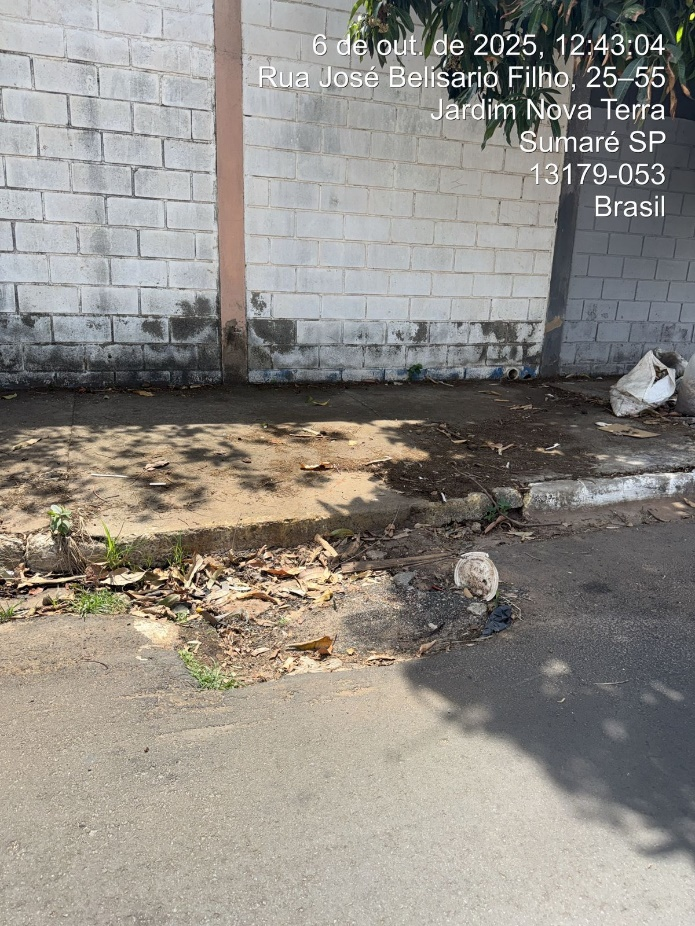 6 de out. de 2025, 12:43:04
Rua José Belisario Filho, 25–55
Jardim Nova Terra
Sumaré SP
13179-053
Brasil